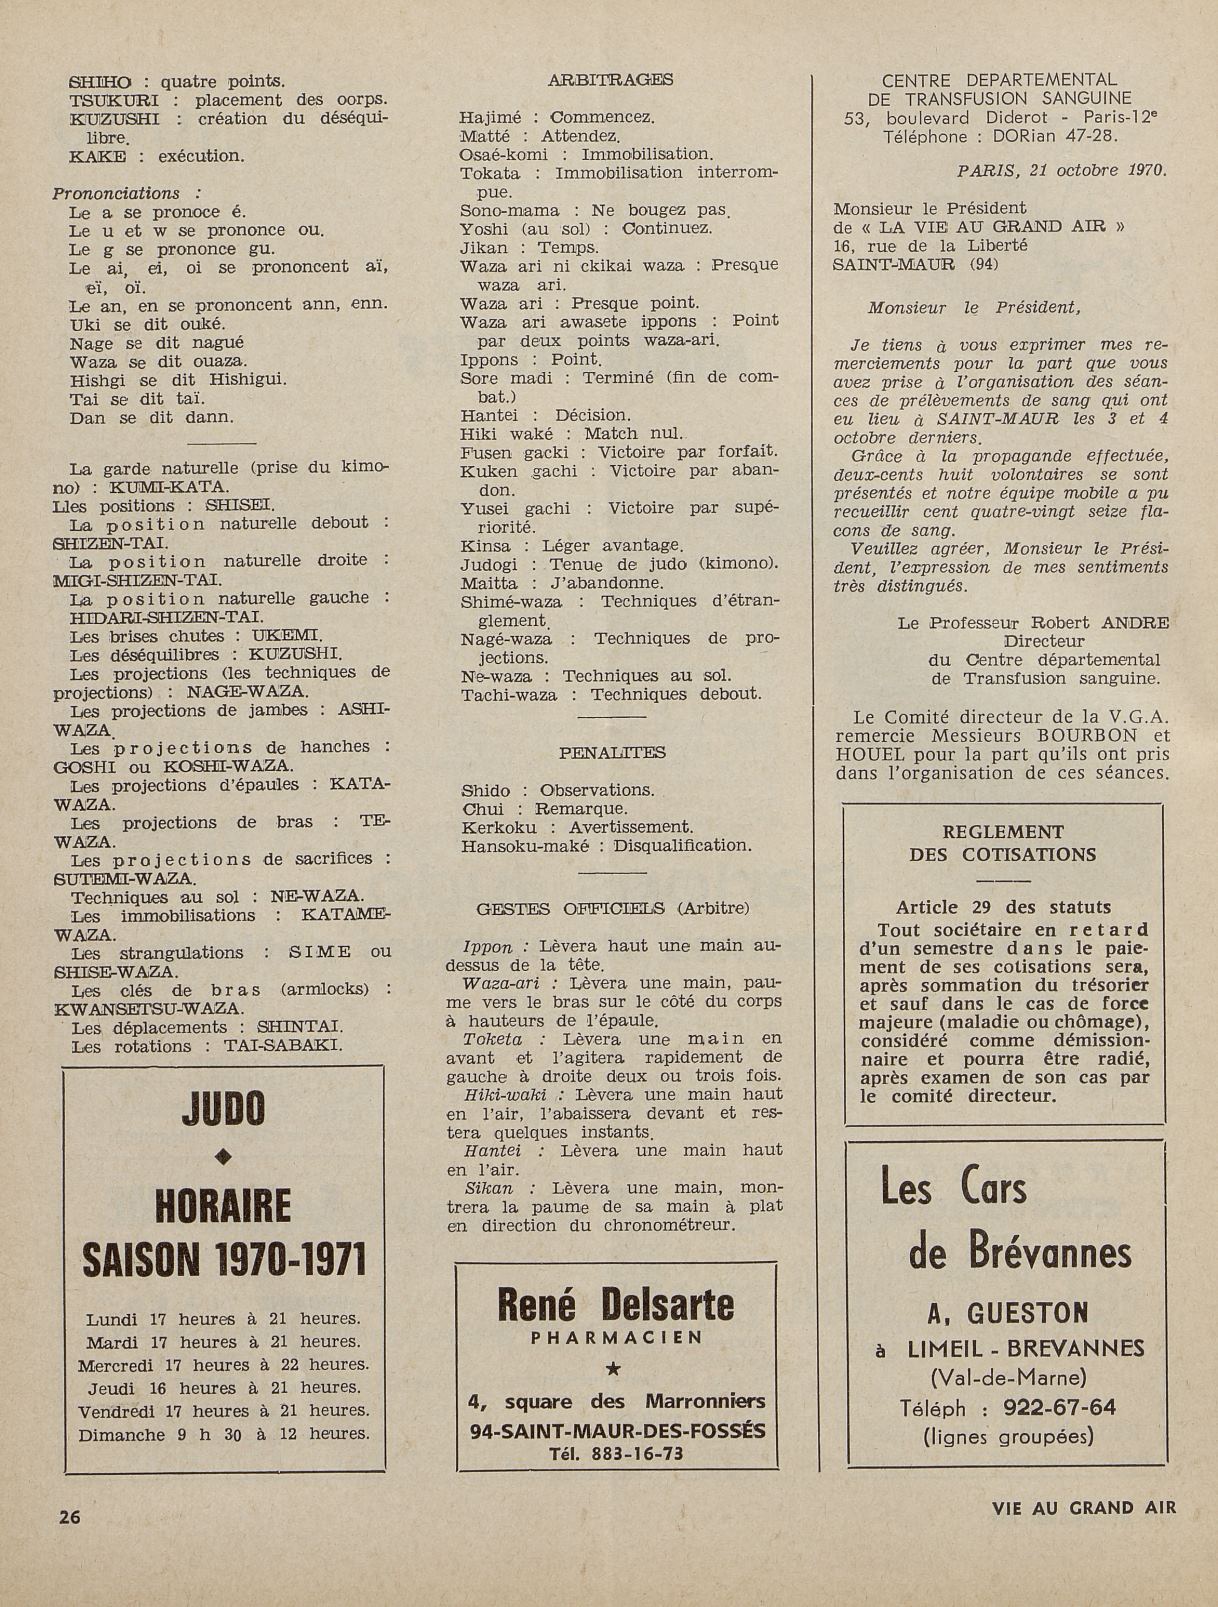 SHIHO : quatre points.
TSUKURI : placement des oorps.
KUZUSHI : création du déséqui-
libre.
KAKE : exécution.
Prononciations :
Le a se pronoce é.
Le u et w se prononce ou.
Le g se prononce gu.
Le ai, ei, oi se prononcent aï,
eï, oï.
Le an, en se prononcent ann, enn.
Uki se dit ouké.
Nage se dit nagué
Waza se dit ouaza.
Hishgi se dit Hishigui.
Tai se dit taï.
Dan se dit dann.
La garde naturelle (prise du kimo-
no) : KUMI-KATA.
Lles positions : SHISEI.
La position naturelle debout :
SHIZEN-TAI.
La position naturelle droite :
MIGI-SHIZEN-TAI.
La position naturelle gauche :
HIDARI-SHIZEN-TAI.
Les brises chutes : UKEMI.
Les déséquilibres : KUZUSHI.
Les projections (les techniques de
projections) : NAGE-WAZA.
Les projections de jambes : ASHI-
WAZA.
Les projections de hanches :
GOSHI ou KOSHI-WAZA.
Les projections d'épaules : KATA-
WAZA.
Les projections de bras : TE-
WAZA.
Les projections de sacrifices :
SUTEMI-WAZA.
Techniques au sol : NE-WAZA.
Les immobilisations : KATAME-
WAZA.
Les strangulations : SIME ou
SHISE-WAZA.
Les clés de bras (armlocks) :
KWANSETSU-WAZA.
Les déplacements : SHINTAI.
Les rotations : TAI-SABAKI.
JUDO
HORAIRE
SAISON 1970-1971
Lundi 17 heures à 21 heures.
Mardi 17 heures à 21 heures.
Mercredi 17 heures à 22 heures.
Jeudi 16 heures à 21 heures.
Vendredi 17 heures à 21 heures.
Dimanche 9 h 30 à 12 heures.
ARBITRAGES
Hajimé : Commencez.
Matté : Attendez.
Osaé-komi : Immobilisation.
Tokata : Immobilisation interrom-
pue.
Sono-mama : Ne bougez pas.
Yoshi (au sol) : Continuez.
Jikan : Temps.
Waza ari ni ckikai waza : Presque
waza ari.
Waza ari : Presque point.
Waza ari awasete ippons : Point
par deux points waza-ari.
Ippons : Point.
Sore madi : Terminé (fin de com-
bat.)
Hantei : Décision.
Hiki waké : Match nul.
Fusen gacki : Victoire par forfait.
Kuken gachi : Victoire par aban-
don.
Yusei gachi : Victoire par supé-
riorité.
Kinsa : Léger avantage.
Judogi : Tenue de judo (kimono).
Maitta : J'abandonne.
Shimé-waza : Techniques d'étran-
glement.
Nagé-waza : Techniques de pro-
jections.
Ne-waza : Techniques au sol.
Tachi-waza : Techniques debout.
PENALITES
Shido : Observations.
Chui : Remarque.
Kerkoku : Avertissement.
Hansoku-maké : Disqualification.
GESTES OFFICIELS (Arbitre)
Ippon : Lèvera haut une main au-
dessus de la tête.
Waza-ari : Lèvera une main, pau-
me vers le bras sur le côté du corps
à hauteurs de l'épaule.
Toketa : Lèvera une main en
avant et l'agitera rapidement de
gauche à droite deux ou trois fois.
Hiki-waki : Lèvera une main haut
en l'air, l'abaissera devant et res-
tera quelques instants.
Hantei : Lèvera une main haut
en l'air.
Sikan : Lèvera une main, mon-
trera la paume de sa main à plat
en direction du chronométreur.
René Delsarte
PHARMACIEN
4, square des Marronniers
94-SAINT-MAUR-DES-FOSSÉS
Tél. 883-16-73
CENTRE DEPARTEMENTAL
DE TRANSFUSION SANGUINE
53, boulevard Diderot - Paris-12e
Téléphone : DORian 47-28.
PARIS, 21 octobre 1970.
Monsieur le Président
de « LA VIE AU GRAND AIR »
16, rue de la Liberté
SAINT-MAUR (94)
Monsieur le Président,
Je tiens à vous exprimer mes re-
merciements pour la part que vous
avez prise à l'organisation des séan-
ces de prélèvements de sang qui ont
eu lieu à SAINT-MAUR les 3 et 4
octobre derniers.
Grâce à la propagande effectuée,
deux-cents huit volontaires se sont
présentés et notre équipe mobile a pu
recueillir cent quatre-vingt seize fla-
cons de sang.
Veuillez agréer, Monsieur le Prési-
dent, l'expression de mes sentiments
très distingués.
Le Professeur Robert ANDRE
Directeur
du Centre départemental
de Transfusion sanguine.
Le Comité directeur de la V.G.A.
remercie Messieurs BOURBON et
HOUEL pour la part qu'ils ont pris
dans l'organisation de ces séances.
REGLEMENT
DES COTISATIONS
Article 29 des statuts
Tout sociétaire en retard
d'un semestre dans le paie-
ment de ses cotisations sera,
après sommation du trésorier
et sauf dans le cas de force
majeure (maladie ou chômage),
considéré comme démission-
naire et pourra être radié,
après examen de son cas par
le comité directeur.
Les Cars
de Brévannes
A, GUESTON
à LIMEIL - BREVANNES
(Val-de-Marne)
Téléph : 922-67-64
(lignes groupées)
26
VIE AU GRAND AIR